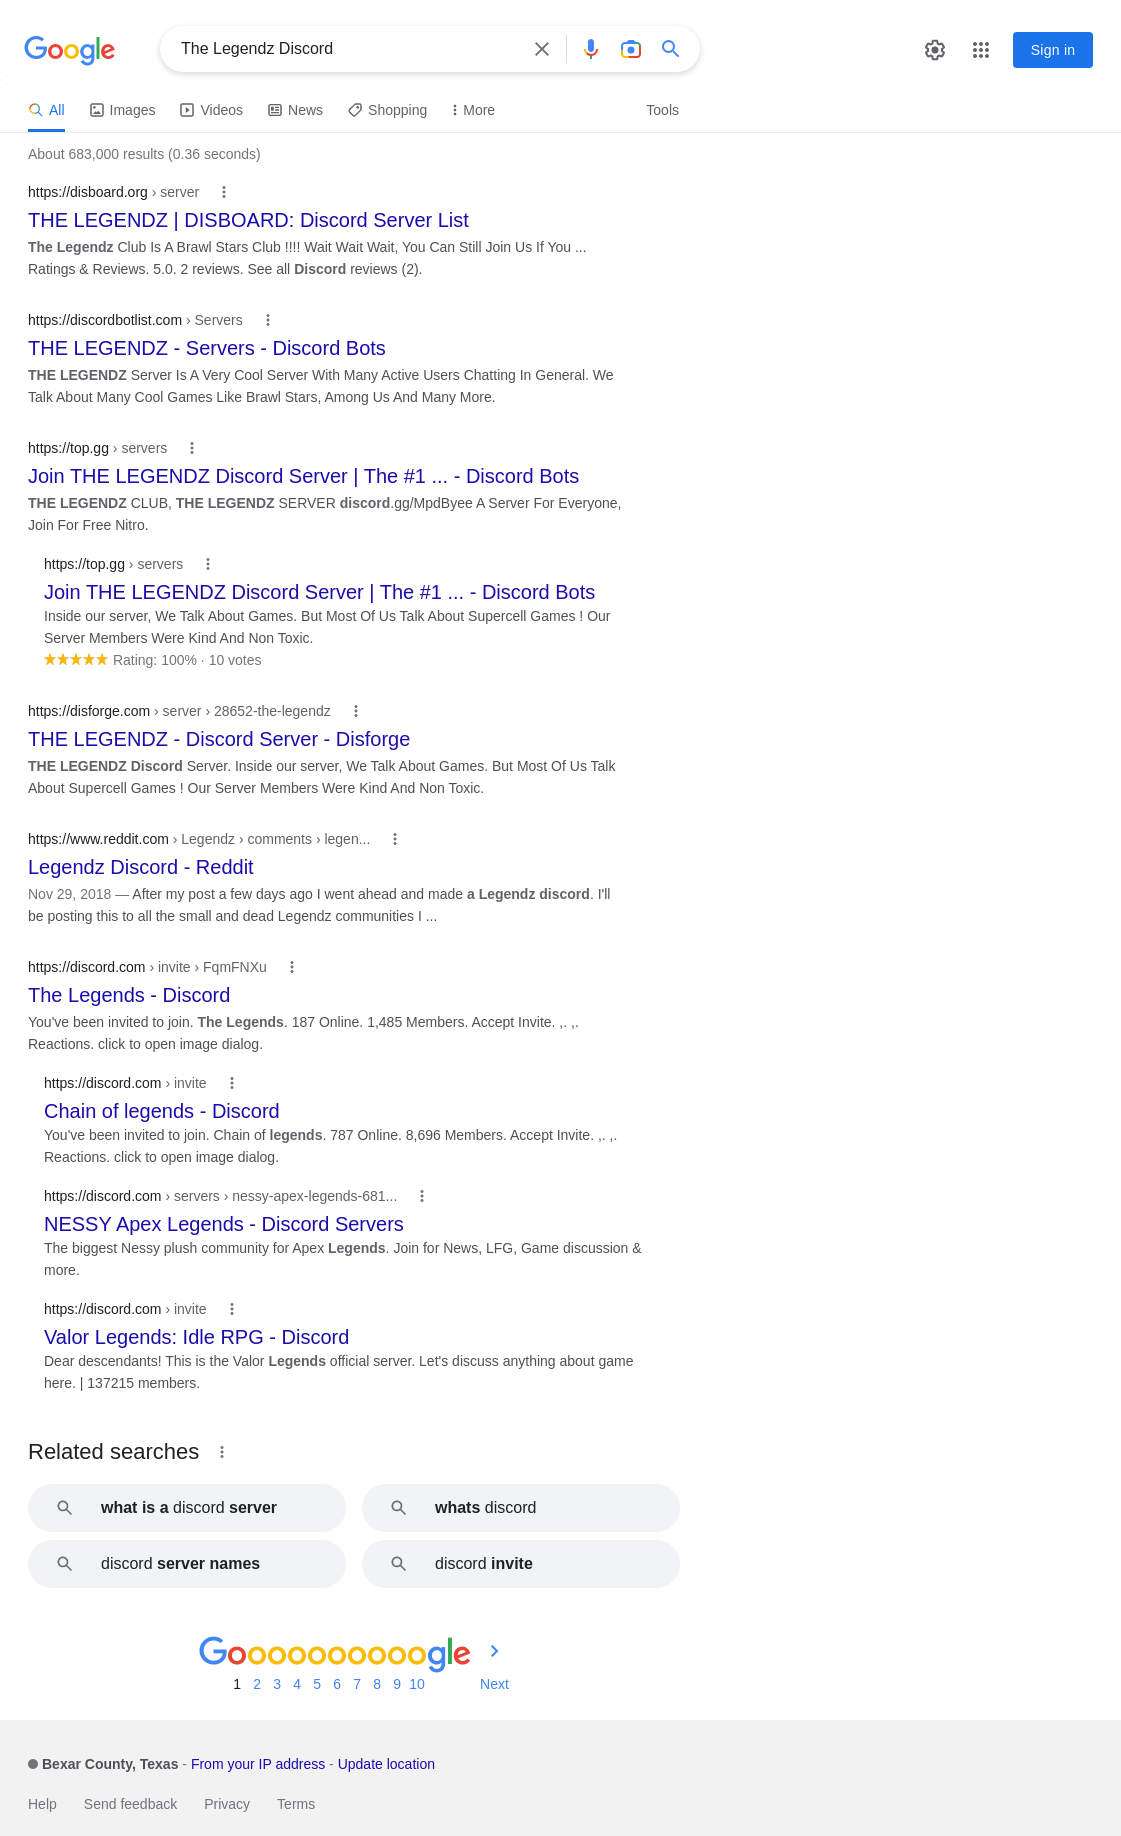 Google
The Legendz Discord
Sign in
All Images Videos News Shopping More Tools
About 683,000 results (0.36 seconds)
https://disboard.org › server
THE LEGENDZ | DISBOARD: Discord Server List
The Legendz Club Is A Brawl Stars Club !!!! Wait Wait Wait, You Can Still Join Us If You ...
Ratings & Reviews. 5.0. 2 reviews. See all Discord reviews (2).
https://discordbotlist.com › Servers
THE LEGENDZ - Servers - Discord Bots
THE LEGENDZ Server Is A Very Cool Server With Many Active Users Chatting In General. We
Talk About Many Cool Games Like Brawl Stars, Among Us And Many More.
https://top.gg › servers
Join THE LEGENDZ Discord Server | The #1 ... - Discord Bots
THE LEGENDZ CLUB, THE LEGENDZ SERVER discord.gg/MpdByee A Server For Everyone,
Join For Free Nitro.
https://top.gg › servers
Join THE LEGENDZ Discord Server | The #1 ... - Discord Bots
Inside our server, We Talk About Games. But Most Of Us Talk About Supercell Games ! Our
Server Members Were Kind And Non Toxic.
Rating: 100% · 10 votes
https://disforge.com › server › 28652-the-legendz
THE LEGENDZ - Discord Server - Disforge
THE LEGENDZ Discord Server. Inside our server, We Talk About Games. But Most Of Us Talk
About Supercell Games ! Our Server Members Were Kind And Non Toxic.
https://www.reddit.com › Legendz › comments › legen...
Legendz Discord - Reddit
Nov 29, 2018 — After my post a few days ago I went ahead and made a Legendz discord. I'll
be posting this to all the small and dead Legendz communities I ...
https://discord.com › invite › FqmFNXu
The Legends - Discord
You've been invited to join. The Legends. 187 Online. 1,485 Members. Accept Invite. ,. ,.
Reactions. click to open image dialog.
https://discord.com › invite
Chain of legends - Discord
You've been invited to join. Chain of legends. 787 Online. 8,696 Members. Accept Invite. ,. ,.
Reactions. click to open image dialog.
https://discord.com › servers › nessy-apex-legends-681...
NESSY Apex Legends - Discord Servers
The biggest Nessy plush community for Apex Legends. Join for News, LFG, Game discussion &
more.
https://discord.com › invite
Valor Legends: Idle RPG - Discord
Dear descendants! This is the Valor Legends official server. Let's discuss anything about game
here. | 137215 members.
Related searches
what is a discord server
whats discord
discord server names
discord invite
Goooooooooogle
1 2 3 4 5 6 7 8 9 10 Next
Bexar County, Texas - From your IP address - Update location
Help Send feedback Privacy Terms